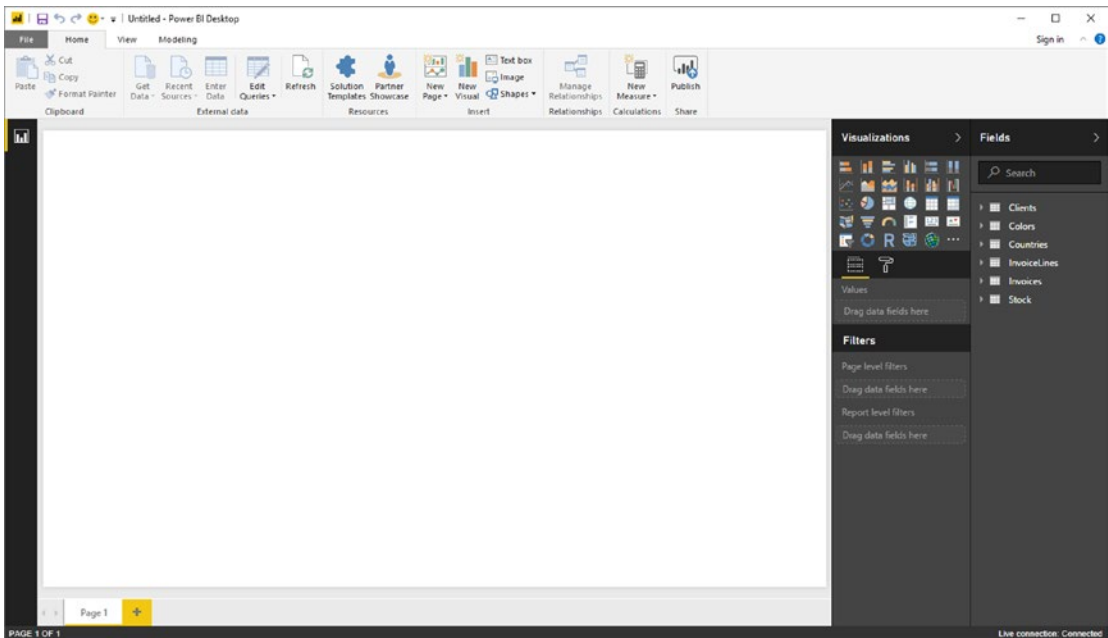 Untitled - Power BI Desktop
File Home View Modeling Sign in
Paste
Cut
Copy
Format Painter
Clipboard
Get Data
Recent Sources
Enter Data
Edit Queries
Refresh
External data
Solution Templates
Partner Showcase
Resources
New Page
New Visual
Text box
Image
Shapes
Insert
Manage Relationships
Relationships
New Measure
Calculations
Publish
Share
Visualizations
R
Values
Drag data fields here
Filters
Page level filters
Drag data fields here
Report level filters
Drag data fields here
Fields
Search
Clients
Colors
Countries
InvoiceLines
Invoices
Stock
Page 1
PAGE 1 OF 1
Live connection: Connected